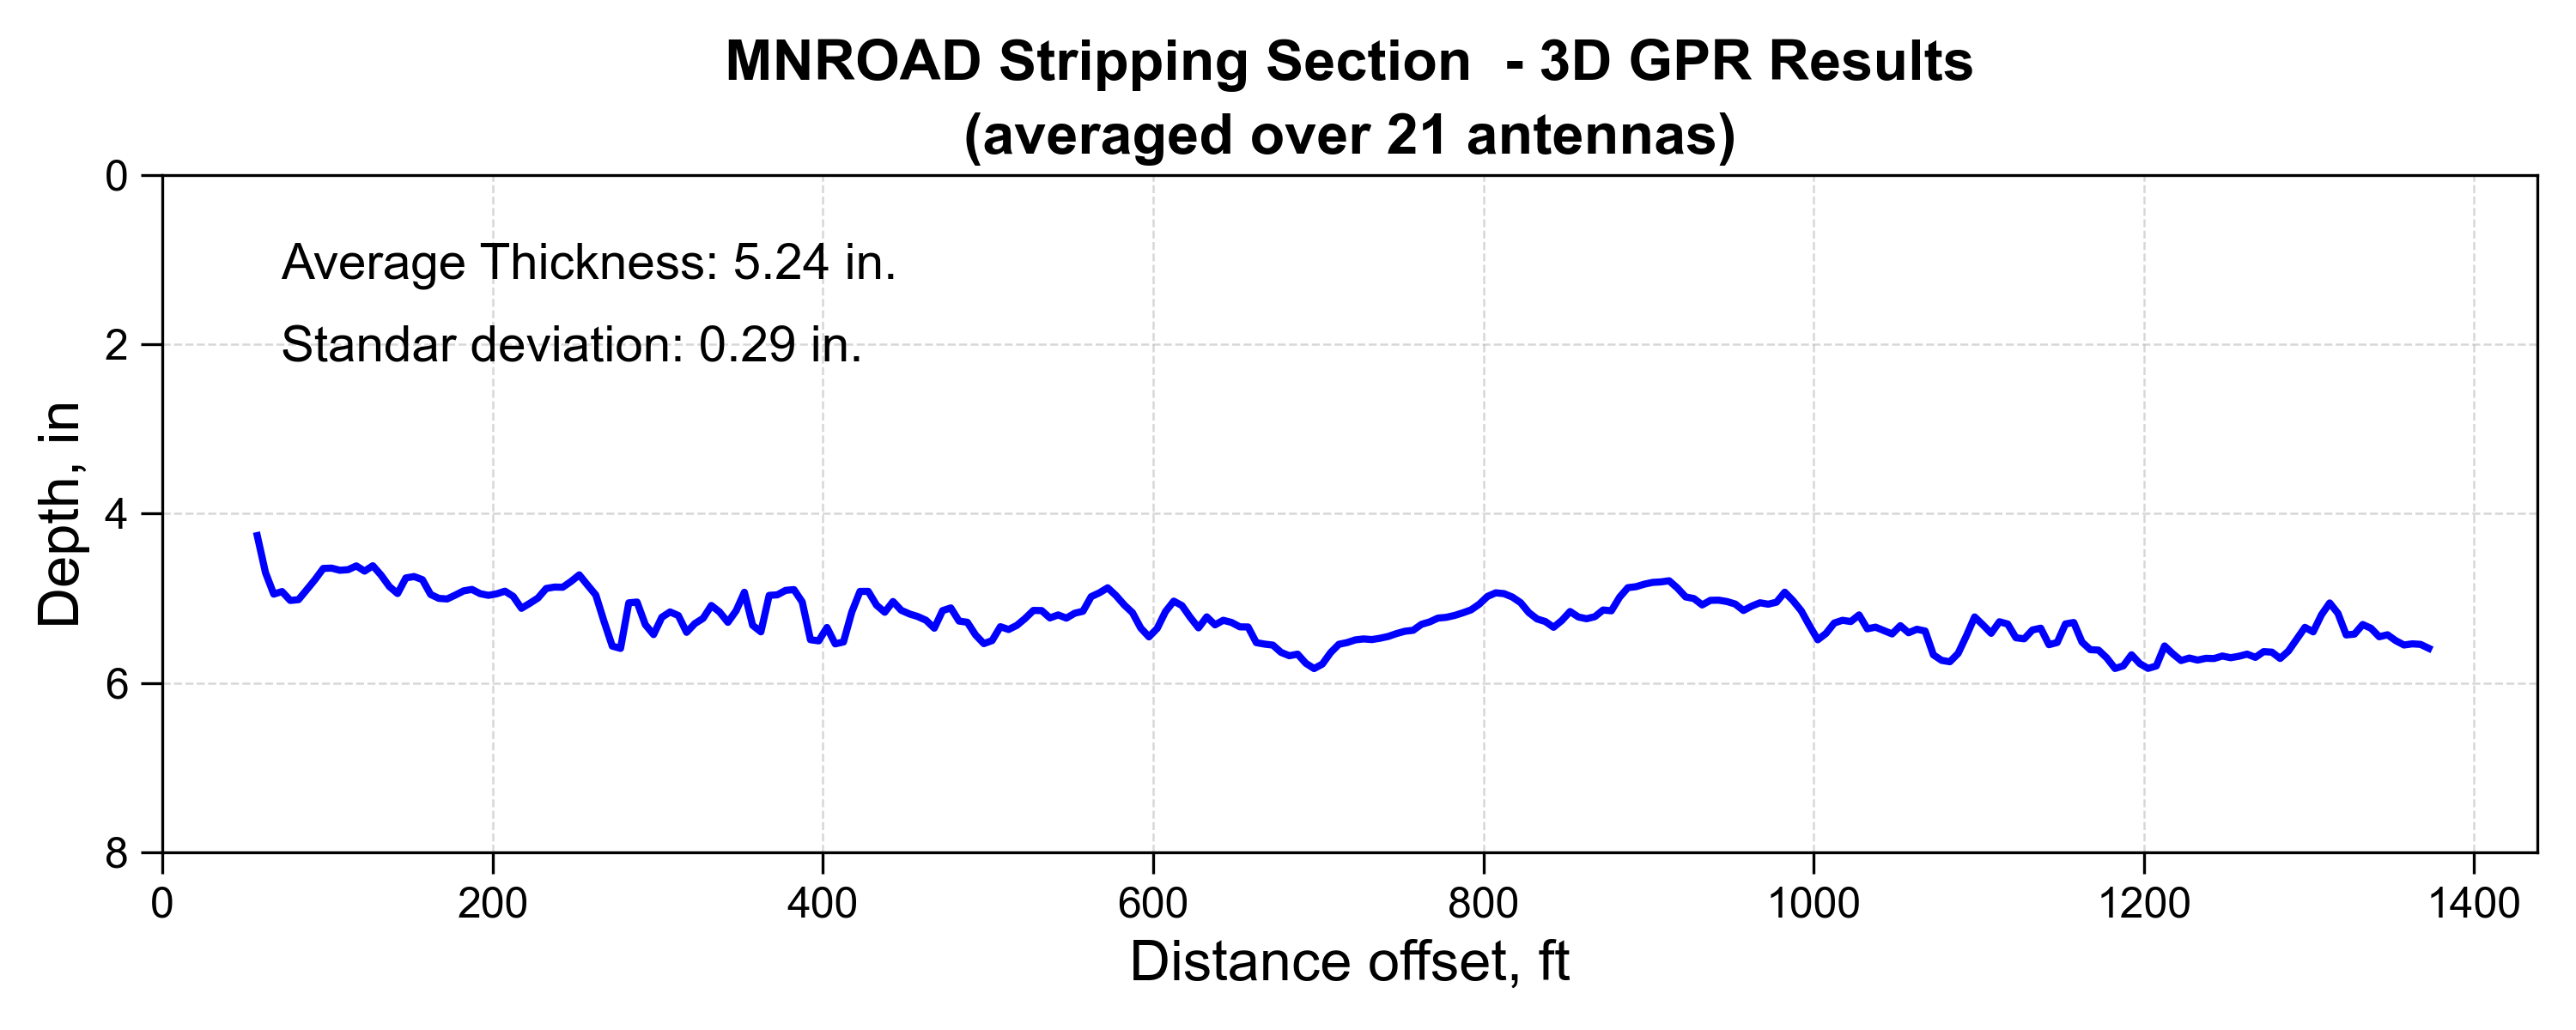 MNROAD Stripping Section  - 3D GPR Results
(averaged over 21 antennas)
0
Average Thickness: 5.24 in.
2
Standar deviation: 0.29 in.
4
6
8
Depth, in
0 200 400 600 800 1000 1200 1400
Distance offset, ft